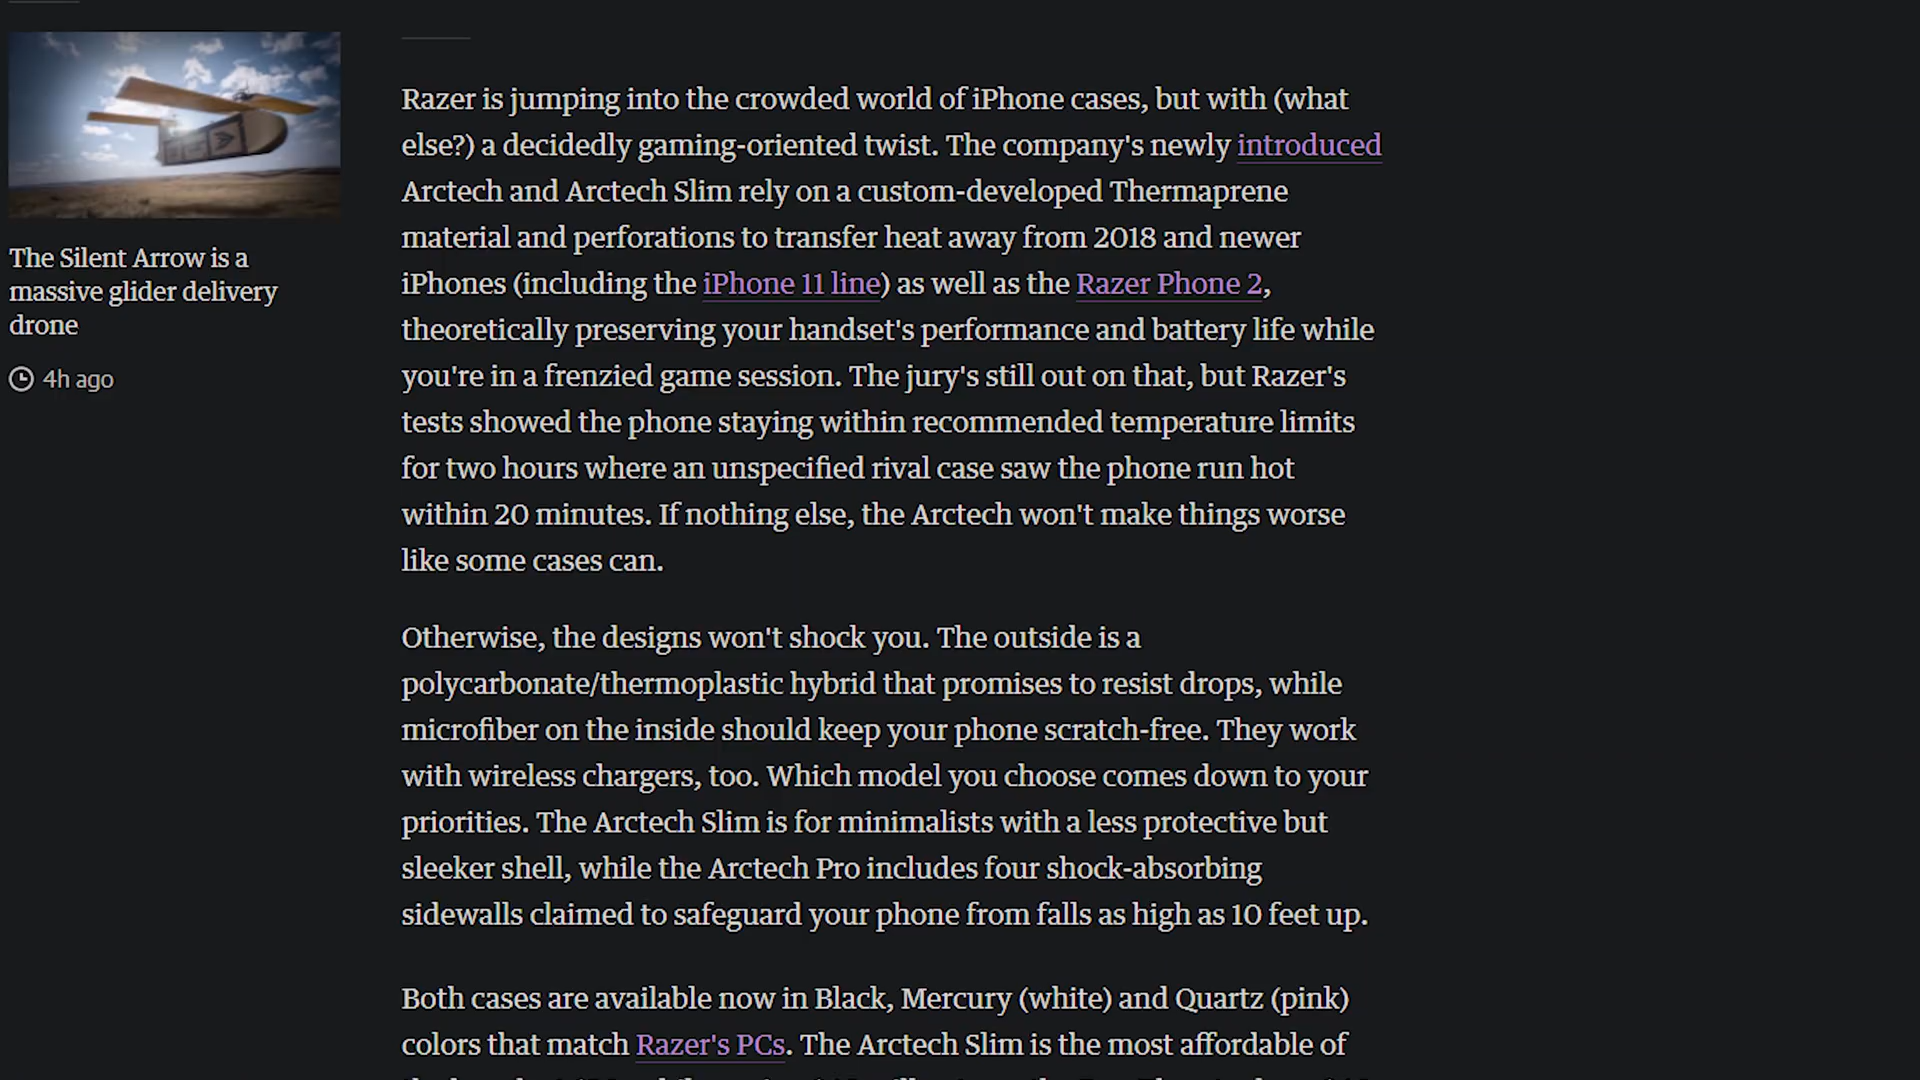 The Silent Arrow is a
massive glider delivery
drone
4h ago
Razer is jumping into the crowded world of iPhone cases, but with (what
else?) a decidedly gaming-oriented twist. The company's newly introduced
Arctech and Arctech Slim rely on a custom-developed Thermaprene
material and perforations to transfer heat away from 2018 and newer
iPhones (including the iPhone 11 line) as well as the Razer Phone 2,
theoretically preserving your handset's performance and battery life while
you're in a frenzied game session. The jury's still out on that, but Razer's
tests showed the phone staying within recommended temperature limits
for two hours where an unspecified rival case saw the phone run hot
within 20 minutes. If nothing else, the Arctech won't make things worse
like some cases can.
Otherwise, the designs won't shock you. The outside is a
polycarbonate/thermoplastic hybrid that promises to resist drops, while
microfiber on the inside should keep your phone scratch-free. They work
with wireless chargers, too. Which model you choose comes down to your
priorities. The Arctech Slim is for minimalists with a less protective but
sleeker shell, while the Arctech Pro includes four shock-absorbing
sidewalls claimed to safeguard your phone from falls as high as 10 feet up.
Both cases are available now in Black, Mercury (white) and Quartz (pink)
colors that match Razer's PCs. The Arctech Slim is the most affordable of